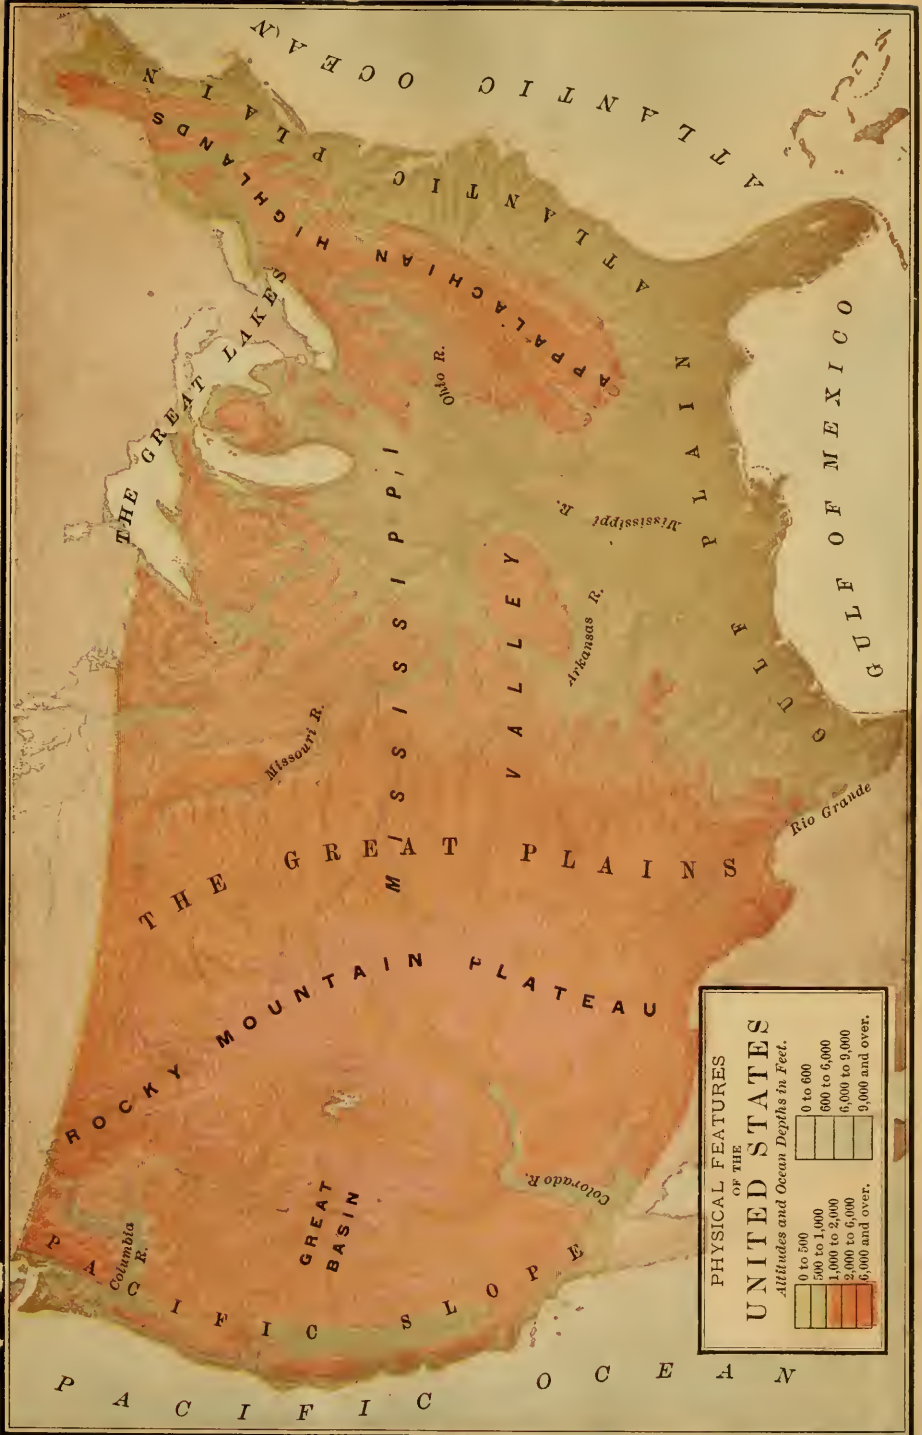 PHYSICAL FEATURES
OF THE
UNITED STATES
Altitudes and Ocean Depths in Feet.
0 to 500
500 to 1,000
1,000 to 2,000
2,000 to 6,000
6,000 and over.
0 to 600
600 to 6,000
6,000 to 9,000
9,000 and over.
PACIFIC OCEAN
PACIFIC SLOPE
Columbia R.
GREAT
BASIN
Colorado R.
ROCKY MOUNTAIN PLATEAU
THE GREAT PLAINS
Missouri R.
MISSISSIPPI
VALLEY
Arkansas R.
Mississippi R.
Ohio R.
Rio Grande
THE GREAT LAKES
APPALACHIAN HIGHLANDS
ATLANTIC PLAIN
GULF PLAIN
ATLANTIC OCEAN
GULF OF MEXICO